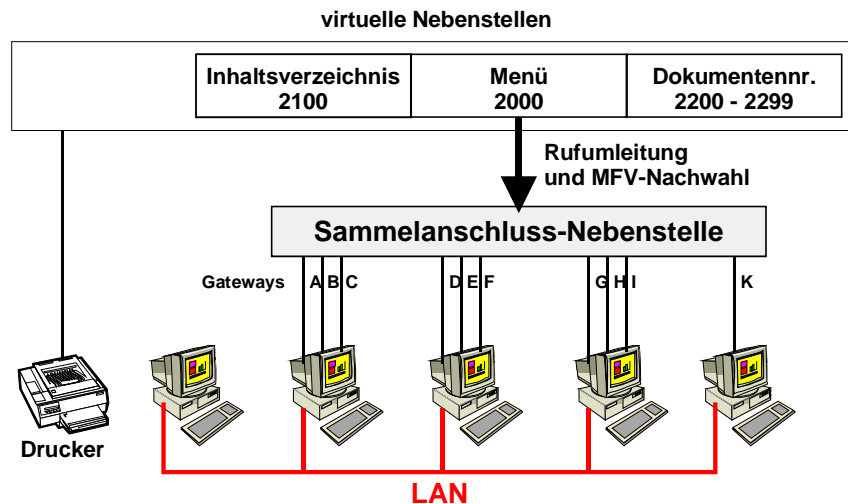 virtuelle Nebenstellen
Inhaltsverzeichnis
2100
Menü
2000
Dokumentennr.
2200 - 2299
Rufumleitung
und MFV-Nachwahl
Sammelanschluss-Nebenstelle
Gateways A B C D E F G H I K
Drucker
LAN